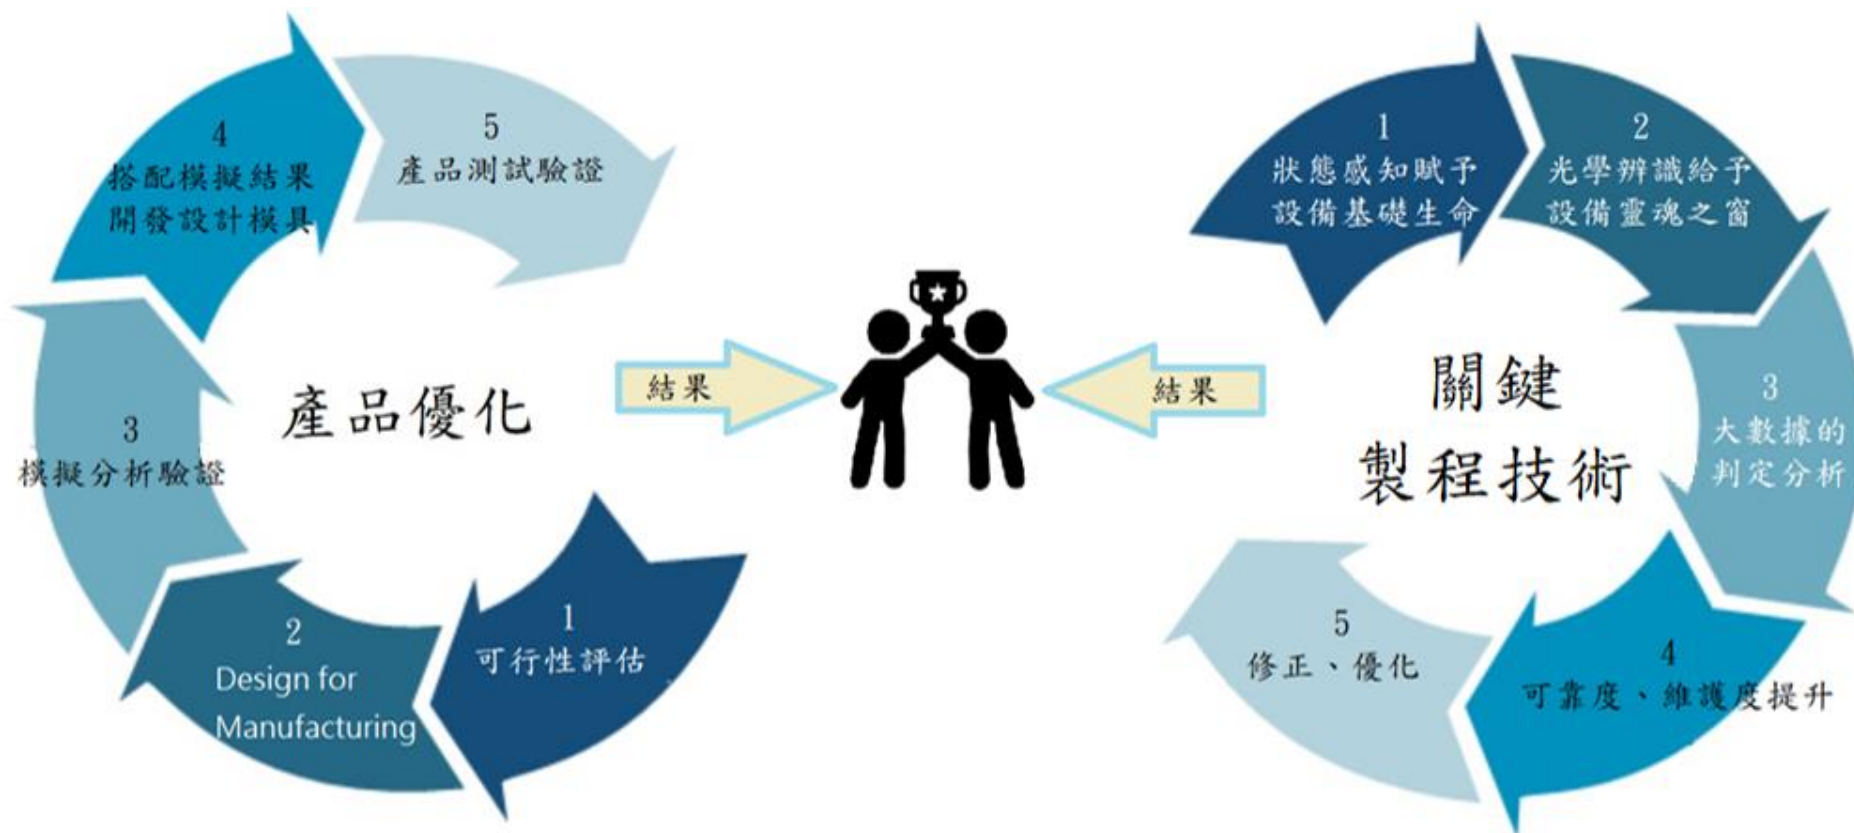 產品優化
1
可行性評估
2
Design for
Manufacturing
3
模擬分析驗證
4
搭配模擬結果
開發設計模具
5
產品測試驗證
結果
結果
關鍵
製程技術
1
狀態感知賦予
設備基礎生命
2
光學辨識給予
設備靈魂之窗
3
大數據的
判定分析
4
可靠度、維護度提升
5
修正、優化